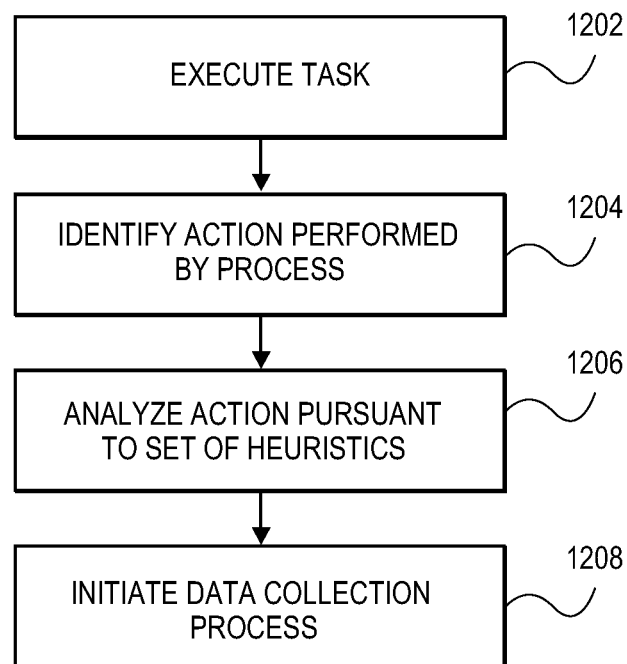 1202
EXECUTE TASK
1204
IDENTIFY ACTION PERFORMED
BY PROCESS
1206
ANALYZE ACTION PURSUANT
TO SET OF HEURISTICS
1208
INITIATE DATA COLLECTION
PROCESS